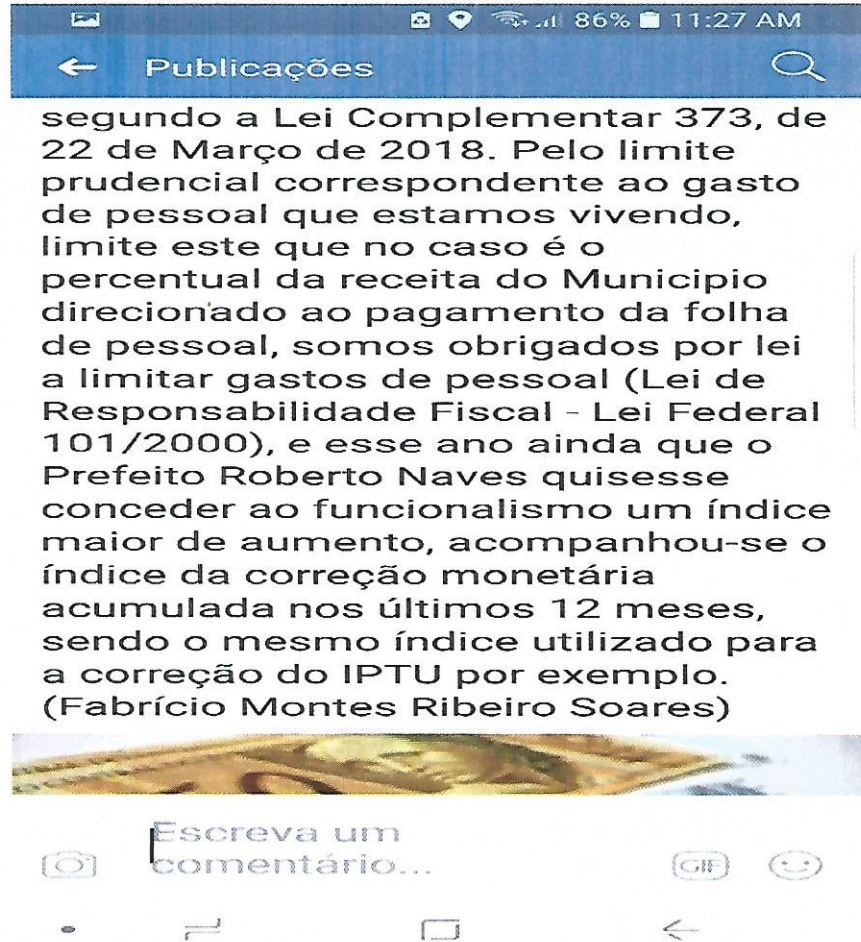 86% 11:27 AM
Publicações
segundo a Lei Complementar 373, de
22 de Março de 2018. Pelo limite
prudencial correspondente ao gasto
de pessoal que estamos vivendo,
limite este que no caso é o
percentual da receita do Municipio
direcionado ao pagamento da folha
de pessoal, somos obrigados por lei
a limitar gastos de pessoal (Lei de
Responsabilidade Fiscal - Lei Federal
101/2000), e esse ano ainda que o
Prefeito Roberto Naves quisesse
conceder ao funcionalismo um índice
maior de aumento, acompanhou-se o
índice da correção monetária
acumulada nos últimos 12 meses,
sendo o mesmo índice utilizado para
a correção do IPTU por exemplo.
(Fabrício Montes Ribeiro Soares)
Escreva um
comentário...
GIF